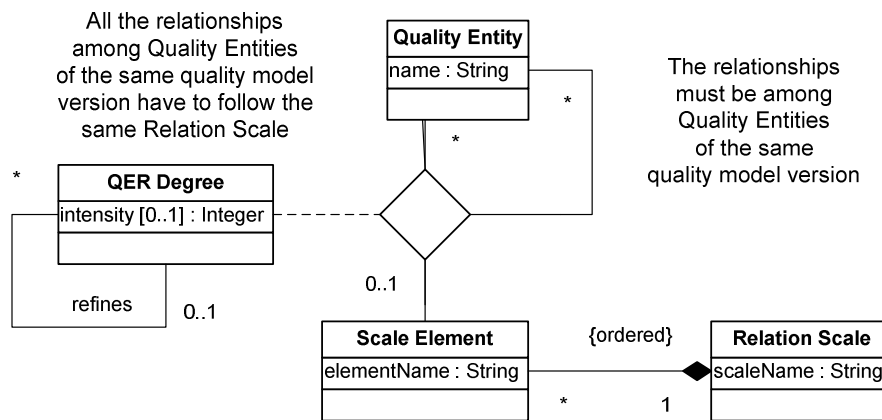 All the relationships
among Quality Entities
of the same quality model
version have to follow the
same Relation Scale
Quality Entity
name : String
*
*
The relationships
must be among
Quality Entities
of the same
quality model version
*
QER Degree
intensity [0..1] : Integer
refines
0..1
0..1
Scale Element
elementName : String
{ordered}
*
1
Relation Scale
scaleName : String